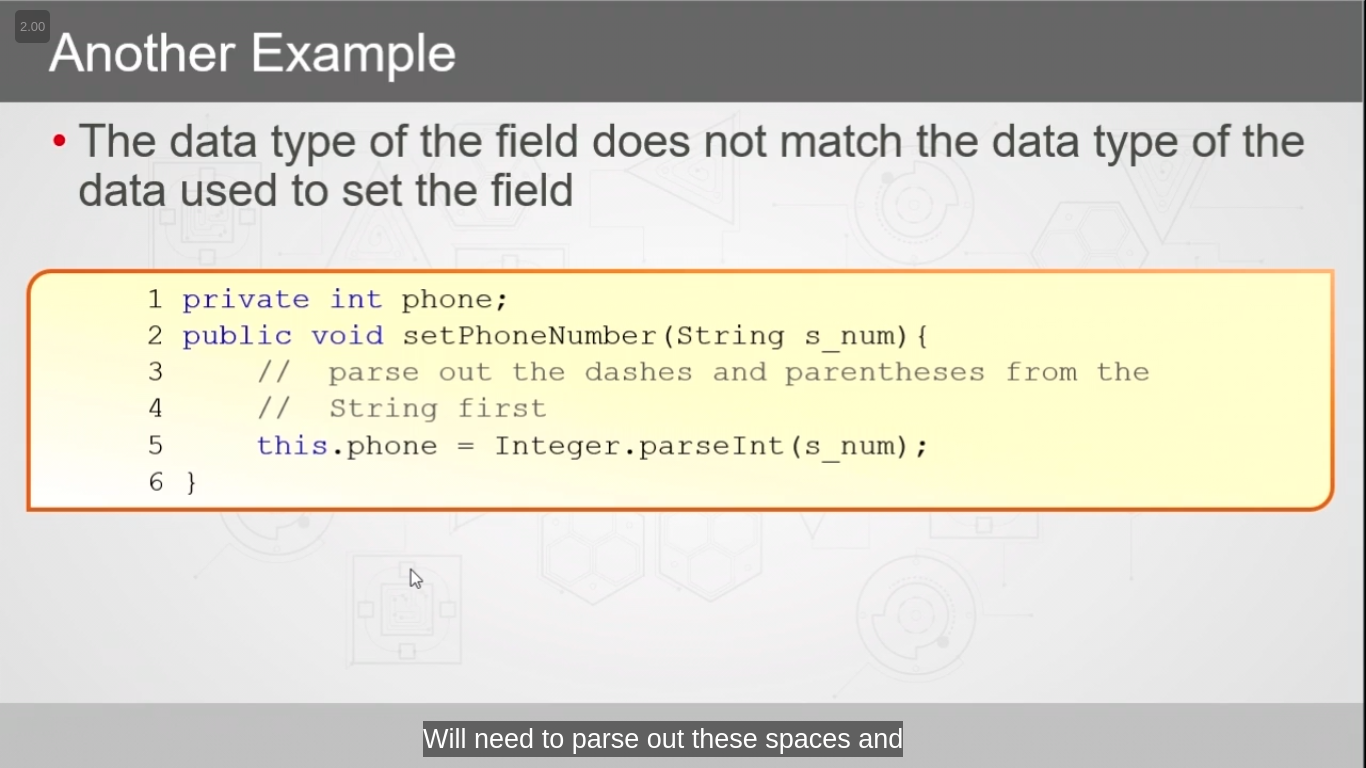 2.00
Another Example
• The data type of the field does not match the data type of the
data used to set the field
1 private int phone;
2 public void setPhoneNumber(String s_num){
3 // parse out the dashes and parentheses from the
4 // String first
5 this.phone = Integer.parseInt(s_num);
6 }
Will need to parse out these spaces and